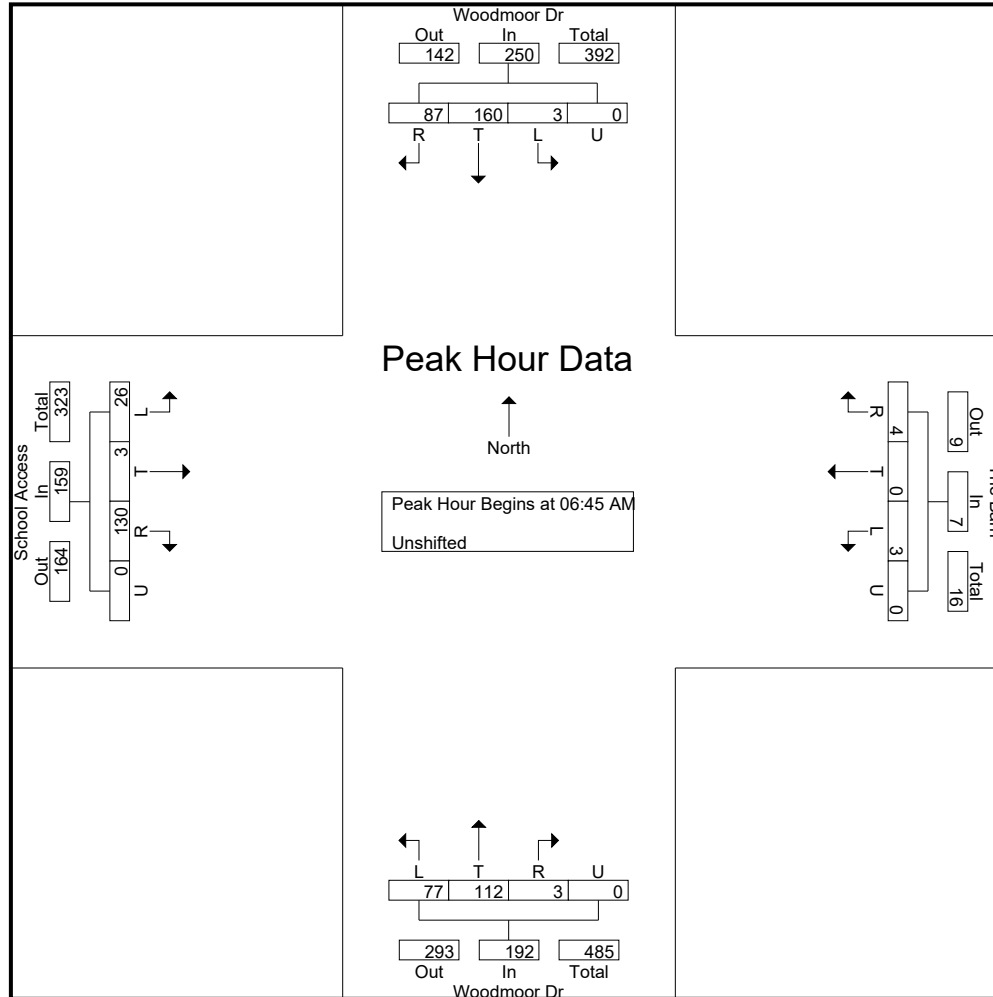 Woodmoor Dr
Out In Total
142 250 392
87 160 3 0
R T L U
Peak Hour Data
North
Peak Hour Begins at 06:45 AM
Unshifted
School Access
Total In Out
323 159 164
26 3 130 0
L T R U
Out In Total
9 7 16
4 0 3 0
R T L U
L T R U
77 112 3 0
293 192 485
Out In Total
Woodmoor Dr